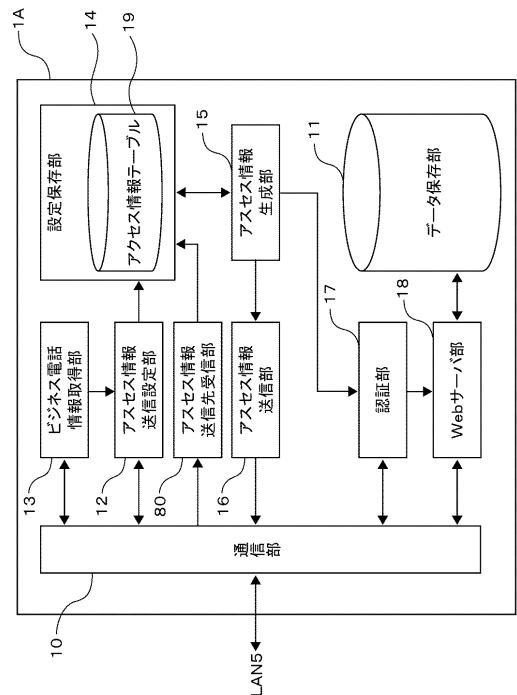 1A
14
設定保存部
19
アクセス情報テーブル
ビジネス電話
情報取得部
13
アスセス情報
送信設定部
12
アスセス情報
送信先受信部
80
アスセス情報
送信部
16
15
アスセス情報
生成部
17
認証部
18
Webサーバ部
11
データ保存部
通信部
10
LAN5